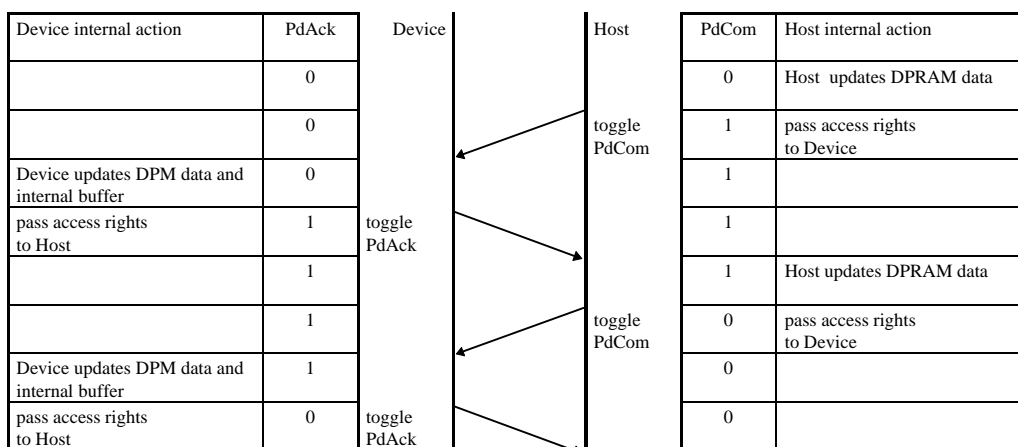 Device internal action PdAck Device Host PdCom Host internal action
0 0 Host updates DPRAM data
0 toggle 1 pass access rights
PdCom to Device
Device updates DPM data and 0 1
internal buffer
pass access rights 1 toggle 1
to Host PdAck
1 1 Host updates DPRAM data
1 toggle 0 pass access rights
PdCom to Device
Device updates DPM data and 1 0
internal buffer
pass access rights 0 toggle 0
to Host PdAck